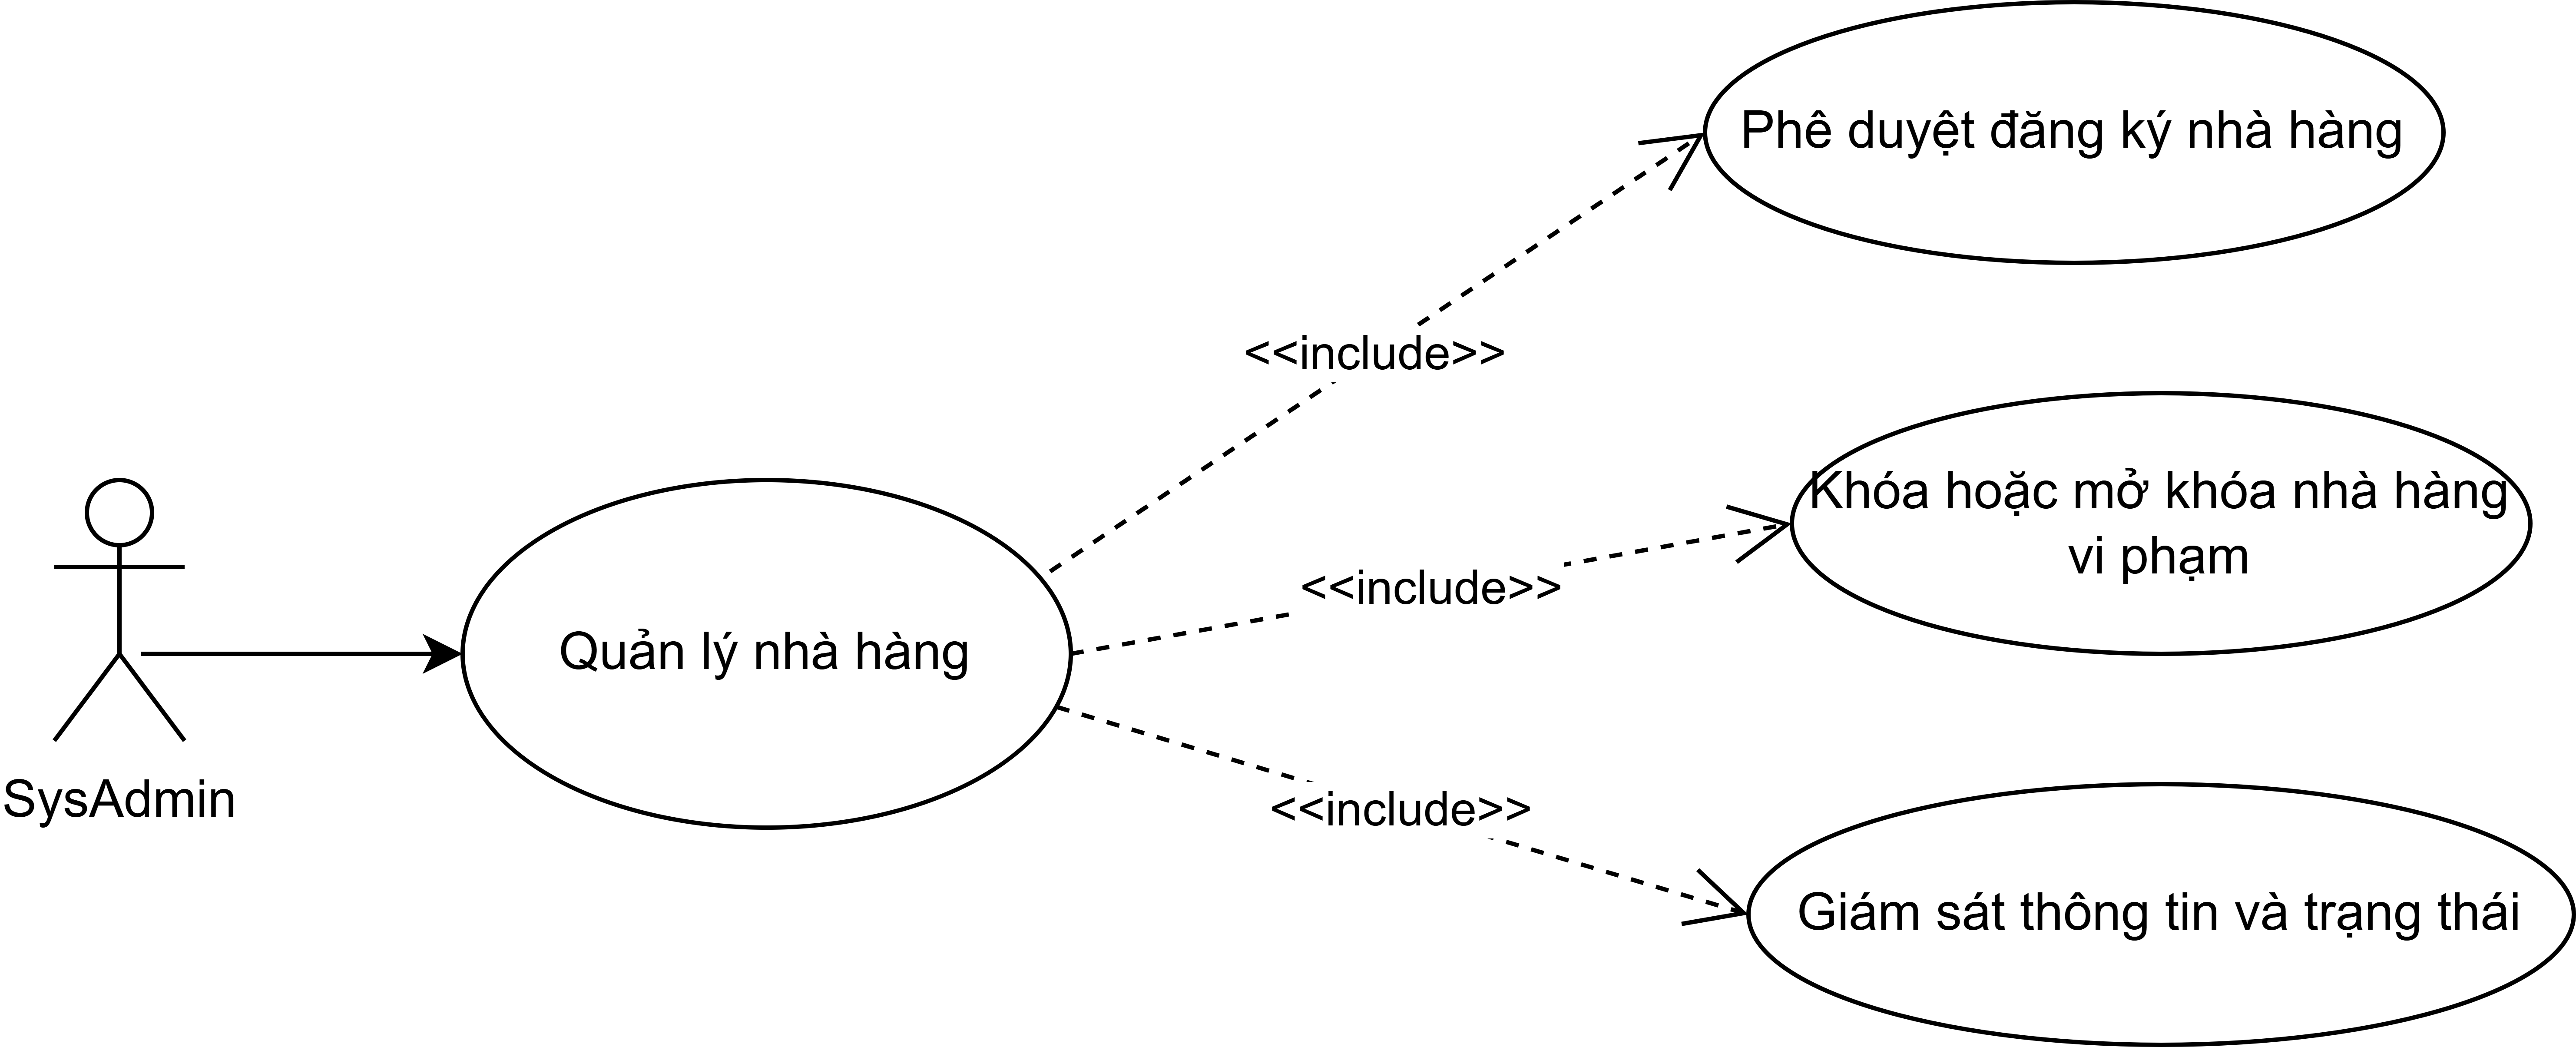 Phê duyệt đăng ký nhà hàng
<<include>>
Khóa hoặc mở khóa nhà hàng
vi phạm
<<include>>
Quản lý nhà hàng
SysAdmin
<<include>>
Giám sát thông tin và trạng thái